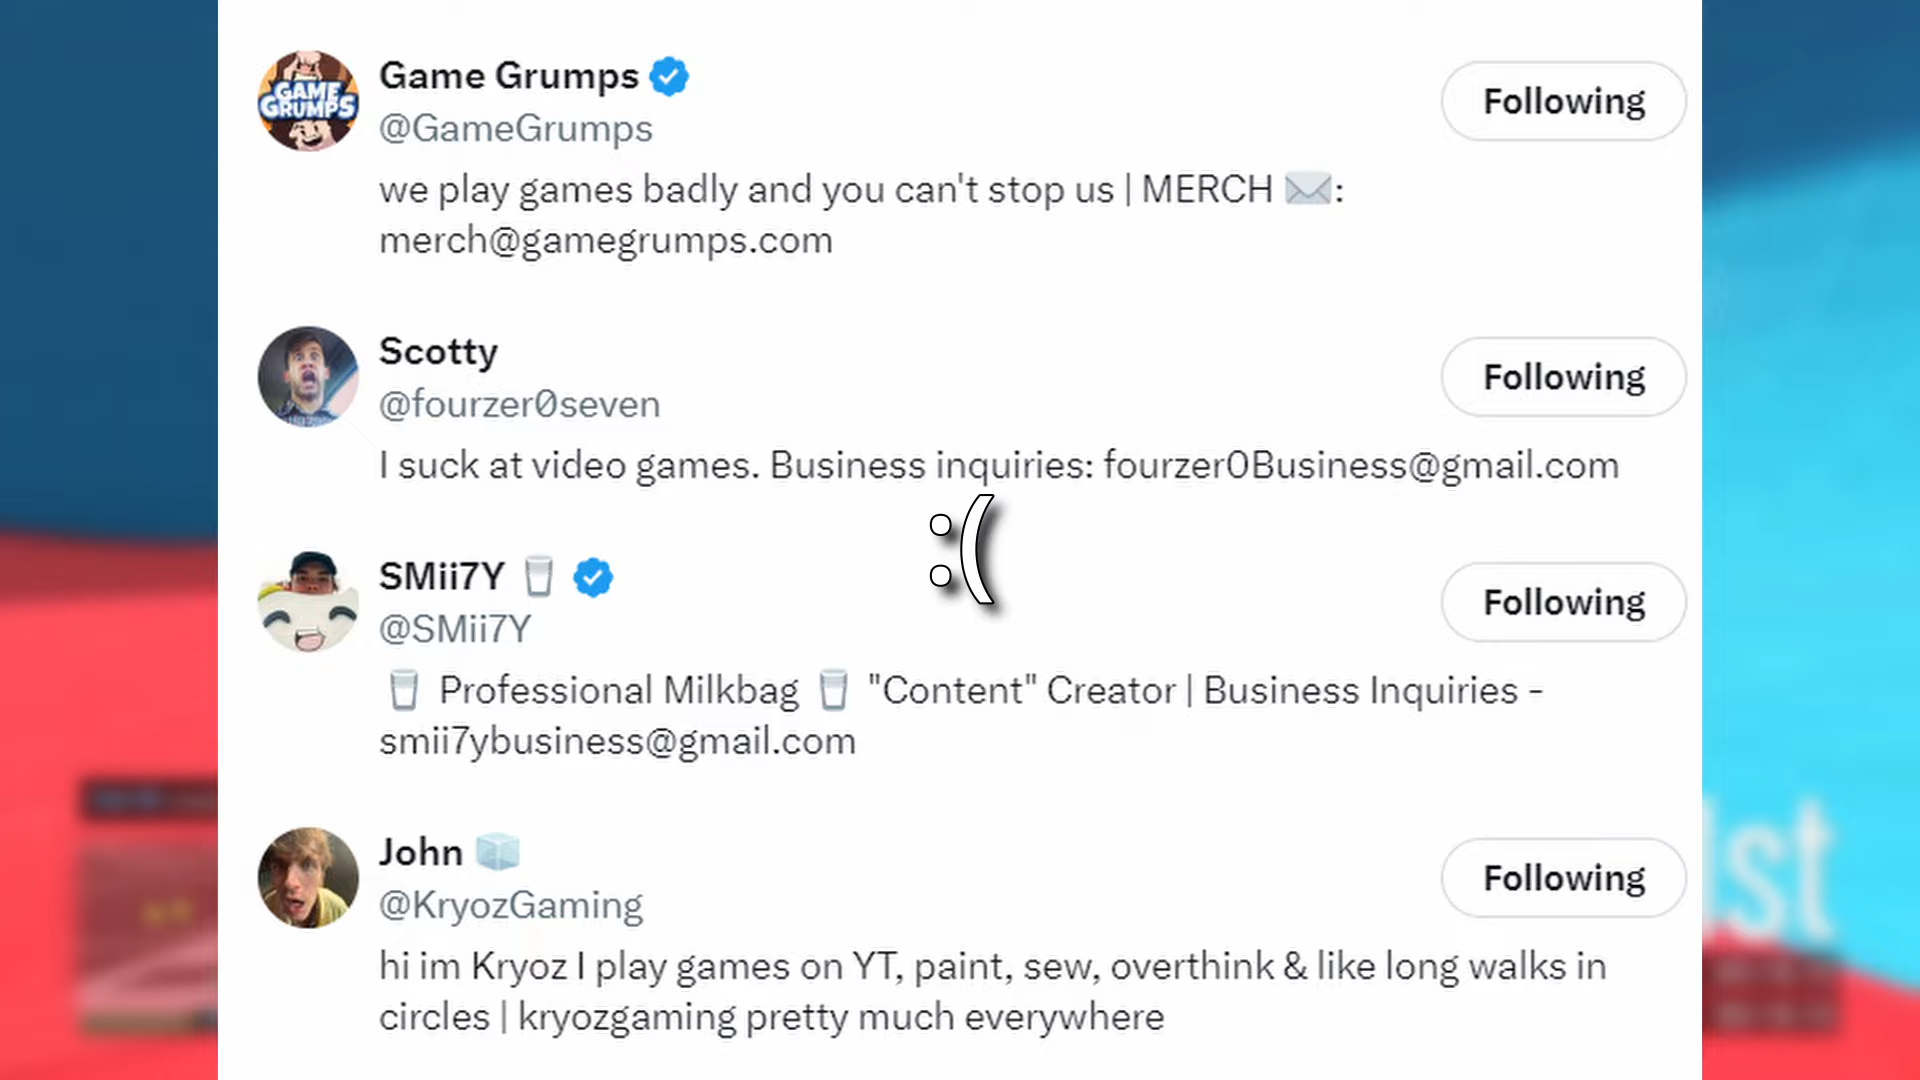 GAME
GRUMPS
Game Grumps
@GameGrumps
Following
we play games badly and you can't stop us | MERCH ✉️:
merch@gamegrumps.com
Scotty
@fourzer0seven
Following
I suck at video games. Business inquiries: fourzer0Business@gmail.com
:(
SMii7Y 🥛
@SMii7Y
Following
🥛 Professional Milkbag 🥛 "Content" Creator | Business Inquiries -
smii7ybusiness@gmail.com
John 🧊
@KryozGaming
Following
hi im Kryoz I play games on YT, paint, sew, overthink & like long walks in
circles | kryozgaming pretty much everywhere